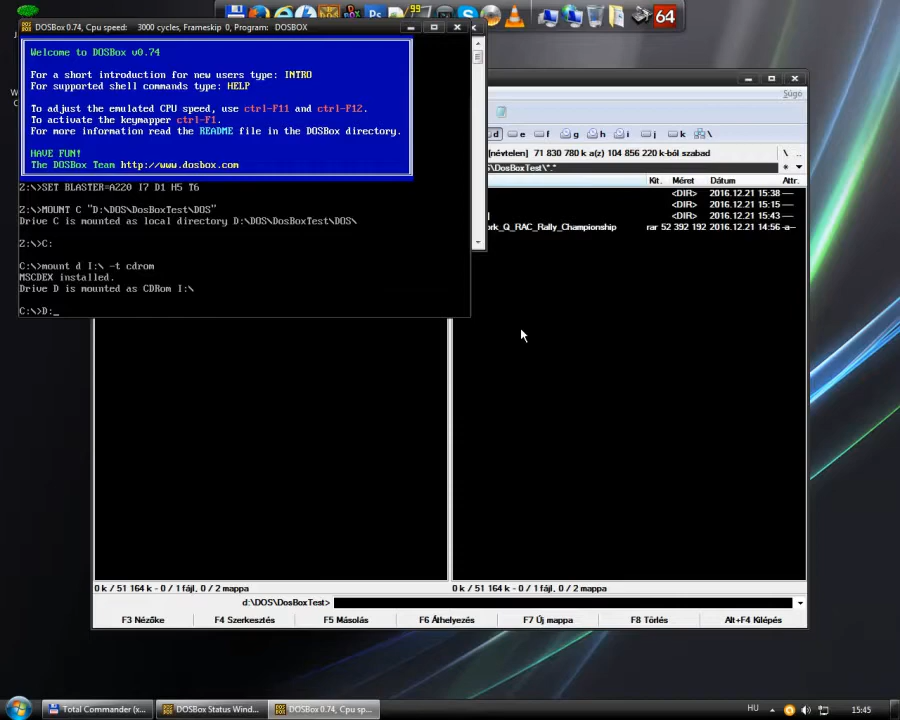 99
64
DOSBox 0.74, Cpu speed: 3000 cycles, Frameskip 0, Program: DOSBOX
Welcome to DOSBox v0.74
For a short introduction for new users type: INTRO
For supported shell commands type: HELP
To adjust the emulated CPU speed, use ctrl-F11 and ctrl-F12.
To activate the keymapper ctrl-F1.
For more information read the README file in the DOSBox directory.
HAVE FUN!
The DOSBox Team http://www.dosbox.com
Z:\>SET BLASTER=A220 I7 D1 H5 T6
Z:\>MOUNT C "D:\DOS\DosBoxTest\DOS"
Drive C is mounted as local directory D:\DOS\DosBoxTest\DOS\
Z:\>C:
C:\>mount d I:\ -t cdrom
MSCDEX installed.
Drive D is mounted as CDRom I:\
C:\>D:_
Súgó
d e f g h i j k \
[névtelen] 71 830 780 k a(z) 104 856 220 k-ból szabad \ ..
sBoxTest\*.* * ▼
Kit. Méret Dátum Attr.
<DIR> 2016.12.21 15:38 ----
<DIR> 2016.12.21 15:15 ----
] <DIR> 2016.12.21 15:43 ----
rk_Q_RAC_Rally_Championship rar 52 392 192 2016.12.21 14:56 -a--
0 k / 51 164 k - 0 / 1 fájl, 0 / 2 mappa
0 k / 51 164 k - 0 / 1 fájl, 0 / 2 mappa
d:\DOS\DosBoxTest>
F3 Nézőke F4 Szerkesztés F5 Másolás F6 Áthelyezés F7 Új mappa F8 Törlés Alt+F4 Kilépés
Total Commander (x... DOSBox Status Wind... DOSBox 0.74, Cpu sp... HU 15:45